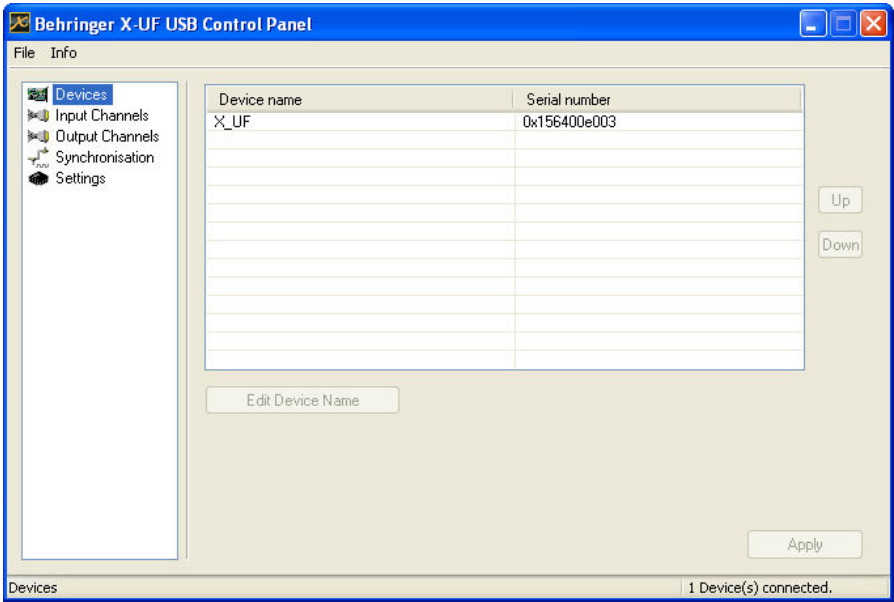 Behringer X-UF USB Control Panel
File Info
Devices
Input Channels
Output Channels
Synchronisation
Settings
Device name Serial number
X_UF 0x156400e003
Up
Down
Edit Device Name
Apply
Devices 1 Device(s) connected.